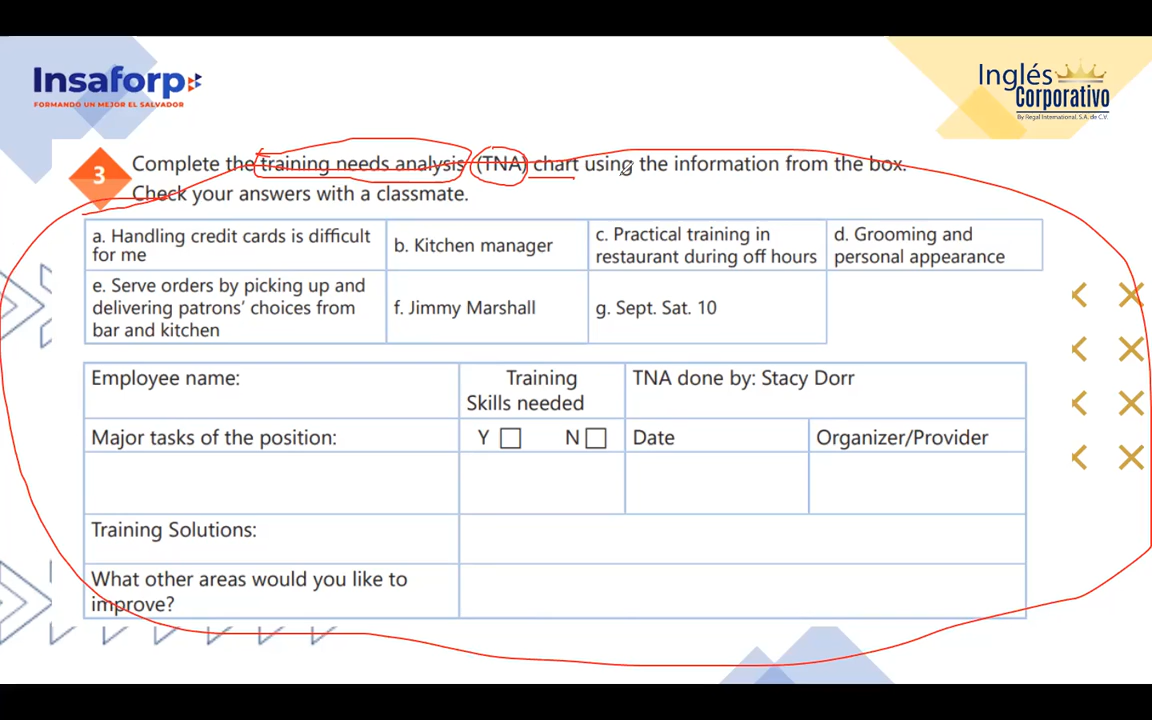 Insaforp
FORMANDO UN MEJOR EL SALVADOR
Inglés
Corporativo
By Regal International, S.A. de C.V.
3
Complete the training needs analysis (TNA) chart using the information from the box.
Check your answers with a classmate.
a. Handling credit cards is difficult
for me
b. Kitchen manager
c. Practical training in
restaurant during off hours
d. Grooming and
personal appearance
e. Serve orders by picking up and
delivering patrons' choices from
bar and kitchen
f. Jimmy Marshall
g. Sept. Sat. 10
Employee name:
Training
Skills needed
TNA done by: Stacy Dorr
Major tasks of the position:
Y N
Date
Organizer/Provider
Training Solutions:
What other areas would you like to
improve?